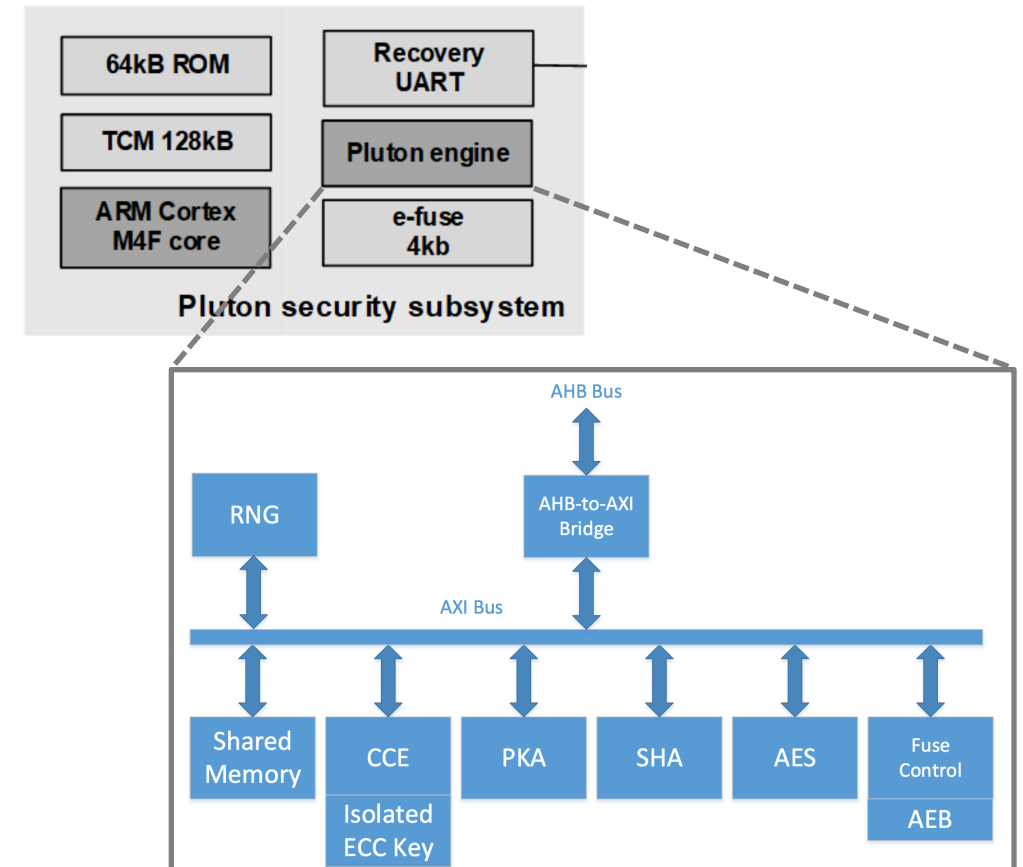 64kB ROM
Recovery
UART
TCM 128kB
Pluton engine
ARM Cortex
M4F core
e-fuse
4kb
Pluton security subsystem
AHB Bus
RNG
AHB-to-AXI
Bridge
AXI Bus
Shared
Memory
CCE
Isolated
ECC Key
PKA
SHA
AES
Fuse
Control
AEB